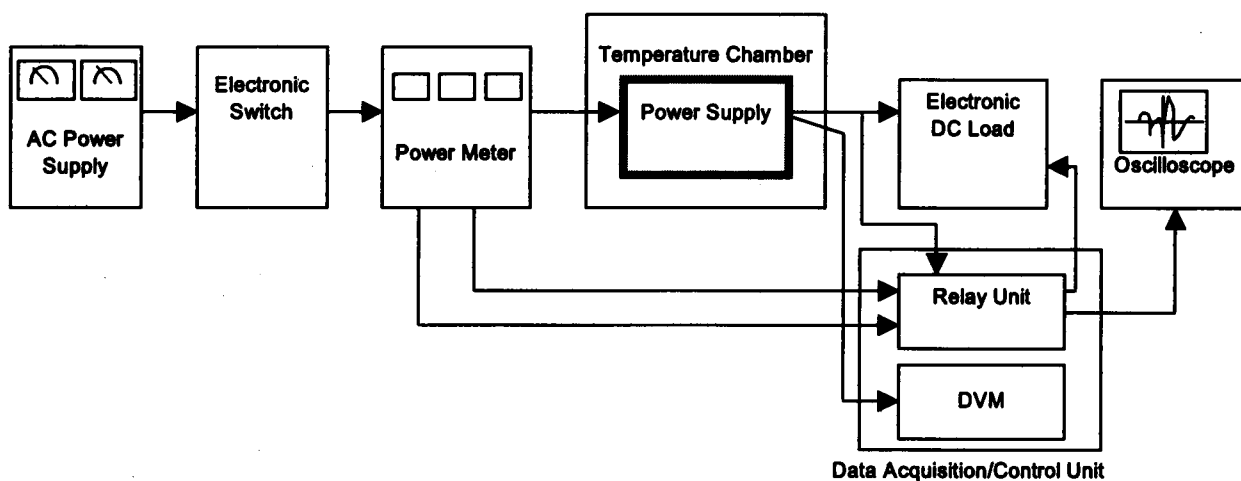 AC Power
Supply
Electronic
Switch
Power Meter
Temperature Chamber
Power Supply
Electronic
DC Load
Oscilloscope
Relay Unit
DVM
Data Acquisition/Control Unit